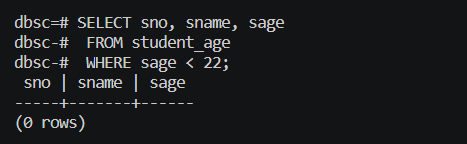 dbsc=# SELECT sno, sname, sage
dbsc-#  FROM student_age
dbsc-#  WHERE sage < 22;
 sno | sname | sage
-----+-------+------
(0 rows)